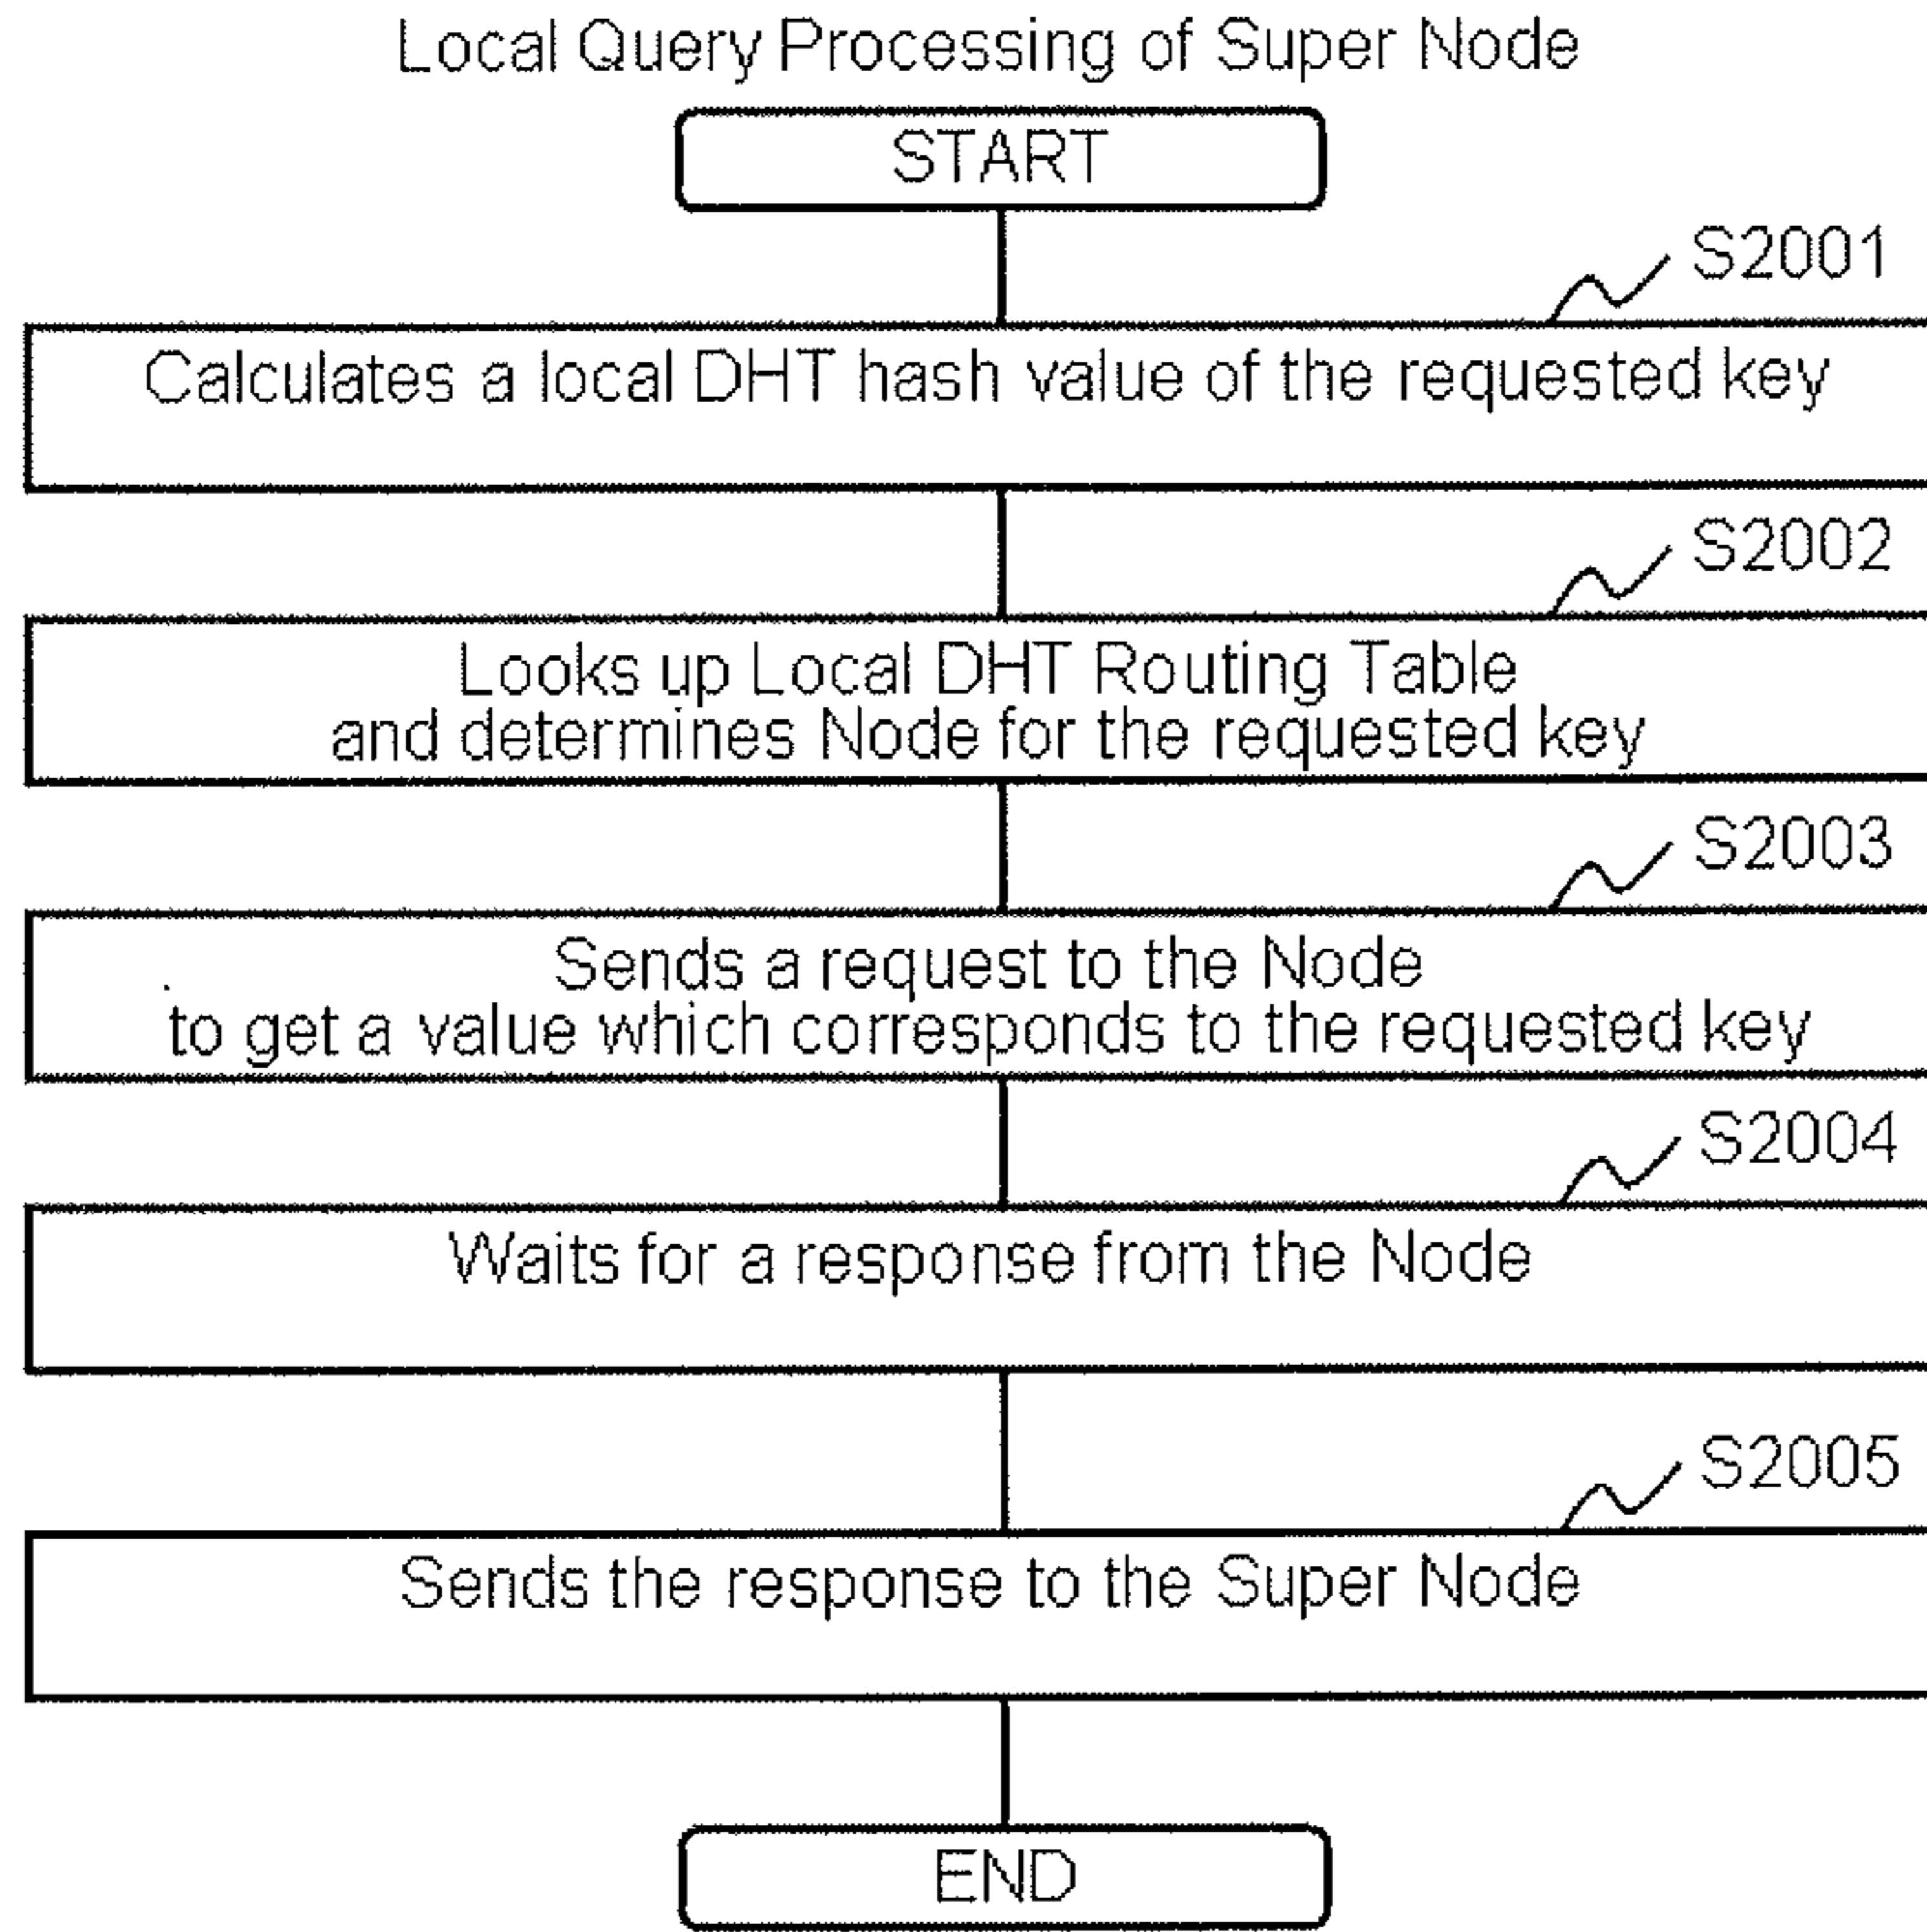 Local Query Processing of Super Node
START
S2001
Calculates a local DHT hash value of the requested key
S2002
Looks up Local DHT Routing Table
and determines Node for the requested key
S2003
Sends a request to the Node
to get a value which corresponds to the requested key
S2004
Waits for a response from the Node
S2005
Sends the response to the Super Node
END